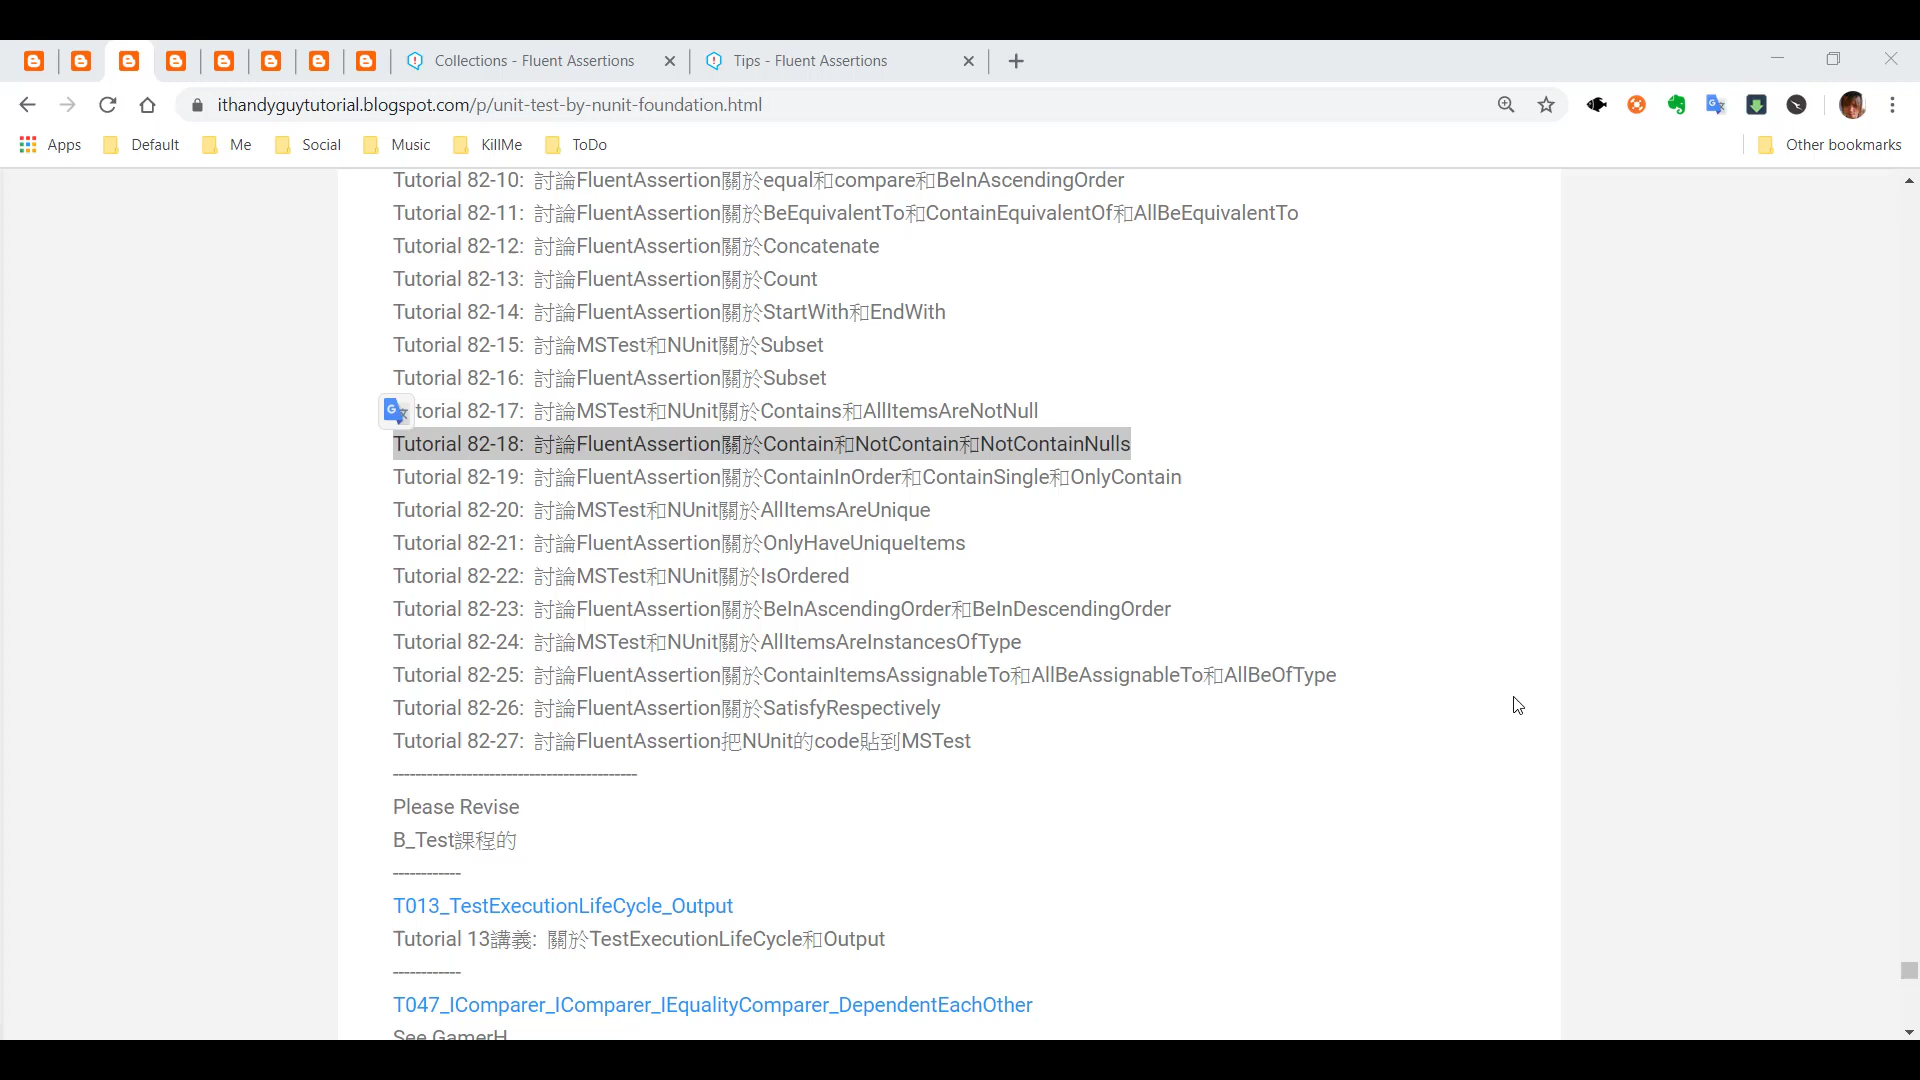 Collections - Fluent Assertions
Tips - Fluent Assertions
ithandyguytutorial.blogspot.com/p/unit-test-by-nunit-foundation.html
Apps
Default
Me
Social
Music
KillMe
ToDo
Other bookmarks
Tutorial 82-10: 討論FluentAssertion關於equal和compare和BeInAscendingOrder
Tutorial 82-11: 討論FluentAssertion關於BeEquivalentTo和ContainEquivalentOf和AllBeEquivalentTo
Tutorial 82-12: 討論FluentAssertion關於Concatenate
Tutorial 82-13: 討論FluentAssertion關於Count
Tutorial 82-14: 討論FluentAssertion關於StartWith和EndWith
Tutorial 82-15: 討論MSTest和NUnit關於Subset
Tutorial 82-16: 討論FluentAssertion關於Subset
torial 82-17: 討論MSTest和NUnit關於Contains和AllItemsAreNotNull
Tutorial 82-18: 討論FluentAssertion關於Contain和NotContain和NotContainNulls
Tutorial 82-19: 討論FluentAssertion關於ContainInOrder和ContainSingle和OnlyContain
Tutorial 82-20: 討論MSTest和NUnit關於AllItemsAreUnique
Tutorial 82-21: 討論FluentAssertion關於OnlyHaveUniqueItems
Tutorial 82-22: 討論MSTest和NUnit關於IsOrdered
Tutorial 82-23: 討論FluentAssertion關於BeInAscendingOrder和BeInDescendingOrder
Tutorial 82-24: 討論MSTest和NUnit關於AllItemsAreInstancesOfType
Tutorial 82-25: 討論FluentAssertion關於ContainItemsAssignableTo和AllBeAssignableTo和AllBeOfType
Tutorial 82-26: 討論FluentAssertion關於SatisfyRespectively
Tutorial 82-27: 討論FluentAssertion把NUnit的code貼到MSTest
-------------------------------------------
Please Revise
B_Test課程的
------------
T013_TestExecutionLifeCycle_Output
Tutorial 13講義: 關於TestExecutionLifeCycle和Output
------------
T047_IComparer_IComparer_IEqualityComparer_DependentEachOther
See GamerH